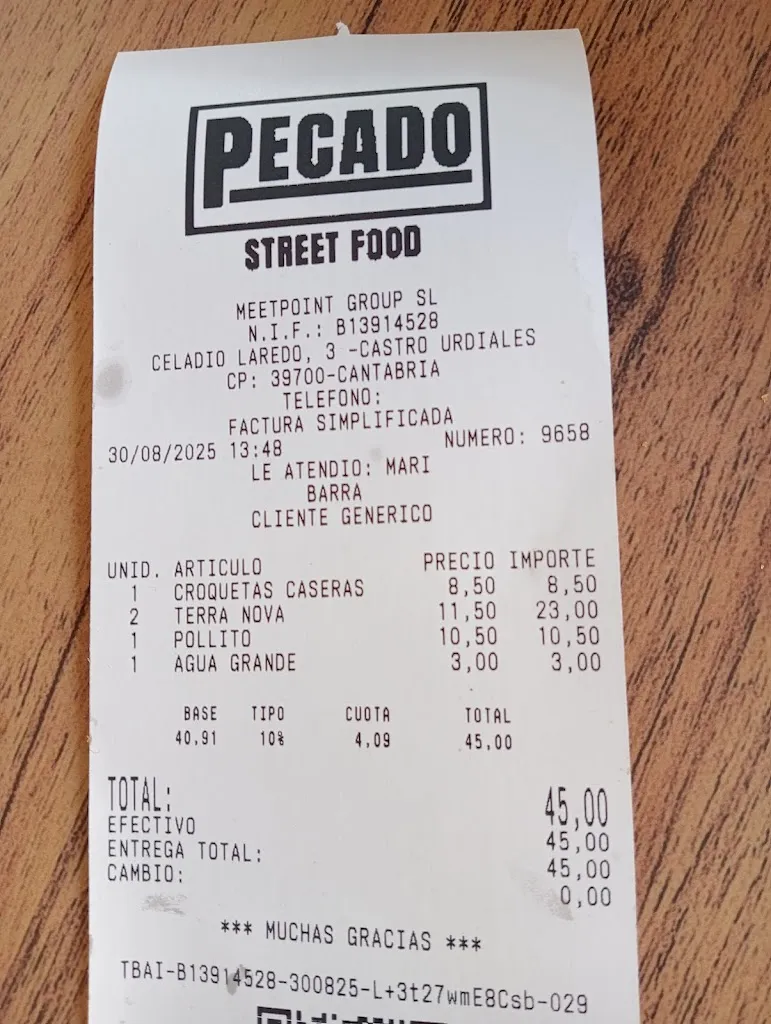 PECADO
STREET FOOD
MEETPOINT GROUP SL
N.I.F.: B13914528
CELADIO LAREDO, 3 -CASTRO URDIALES
CP: 39700-CANTABRIA
TELEFONO:
FACTURA SIMPLIFICADA
30/08/2025 13:48 NUMERO: 9658
LE ATENDIO: MARI
BARRA
CLIENTE GENERICO
UNID. ARTICULO PRECIO IMPORTE
1 CROQUETAS CASERAS 8,50 8,50
2 TERRA NOVA 11,50 23,00
1 POLLITO 10,50 10,50
1 AGUA GRANDE 3,00 3,00
BASE TIPO CUOTA TOTAL
40,91 10% 4,09 45,00
TOTAL: 45,00
EFECTIVO 45,00
ENTREGA TOTAL: 45,00
CAMBIO: 0,00
*** MUCHAS GRACIAS ***
TBAI-B13914528-300825-L+3t27wmE8Csb-029